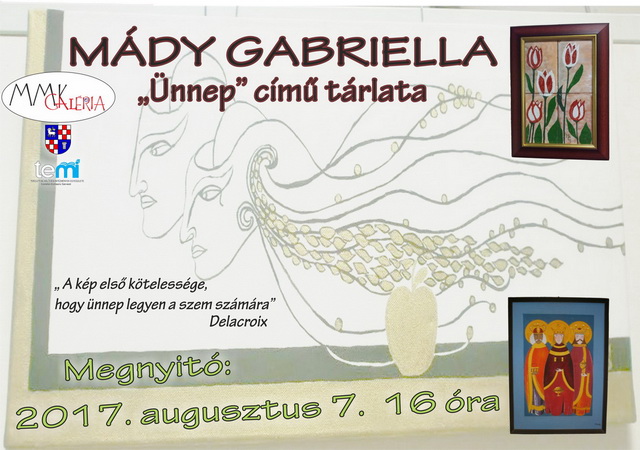 MÁDY GABRIELLA
„Ünnep” című tárlata
MMK
GALÉRIA
temi
„ A kép első kötelessége,
hogy ünnep legyen a szem számára”
Delacroix
Megnyitó:
2017. augusztus 7. 16 óra